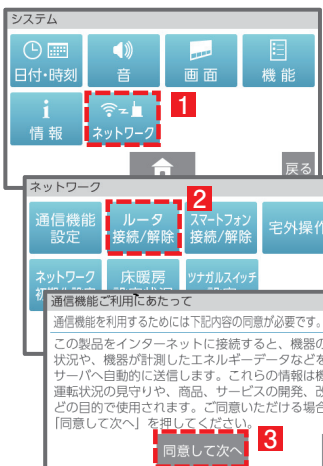 システム
日付・時刻
音
画面
機能
情報
ネットワーク
1
戻る
ネットワーク
2
通信機能
設定
ルータ
接続/解除
スマートフォン
接続/解除
宅外操作
ネットワーク
床暖房
ツナガルスイッチ
通信機能ご利用にあたって
通信機能を利用するためには下記内容の同意が必要です。
この製品をインターネットに接続すると、機器の
状況や、機器が計測したエネルギーデータなどを
サーバへ自動的に送信します。これらの情報は機
運転状況の見守りや、商品、サービスの開発、改
どの目的で使用されます。ご同意いただける場合
「同意して次へ」を押してください。
3
同意して次へ